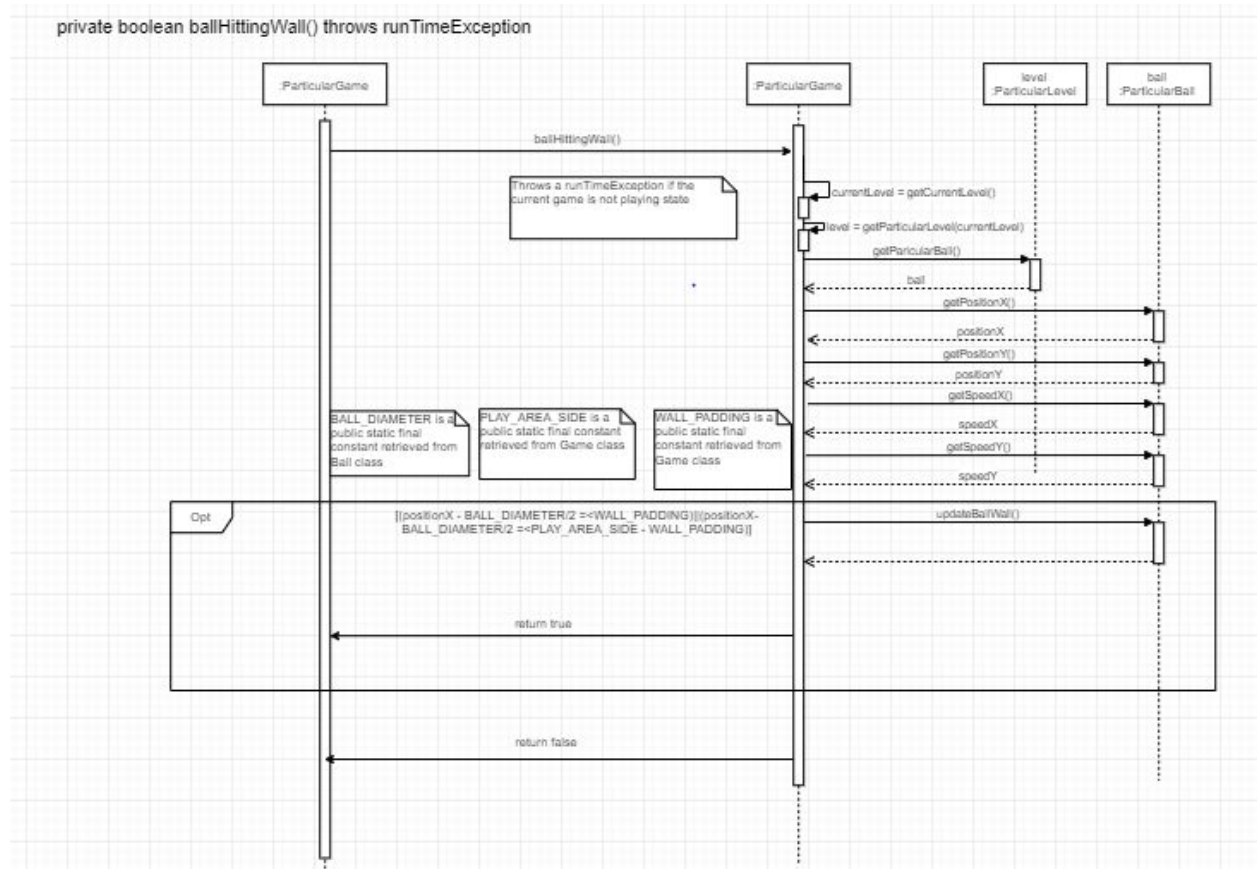 private boolean ballHittingWall() throws runTimeException
:ParticularGame
:ParticularGame
level
:ParticularLevel
ball
:ParticularBall
ballHittingWall()
Throws a runTimeException if the
current game is not playing state
currentLevel = getCurrentLevel()
level = getParticularLevel(currentLevel)
getParicularBall()
ball
getPositionX()
positionX
getPositionY()
positionY
getSpeedX()
speedX
getSpeedY()
speedY
BALL_DIAMETER is a
public static final
constant retrieved from
Ball class
PLAY_AREA_SIDE is a
public static final constant
retrieved from Game class
WALL_PADDING is a
public static final
constant retrieved from
Game class
Opt
[(positionX - BALL_DIAMETER/2 =<WALL_PADDING)||(positionX-
BALL_DIAMETER/2 =<PLAY_AREA_SIDE - WALL_PADDING)]
updateBallWall()
return true
return false